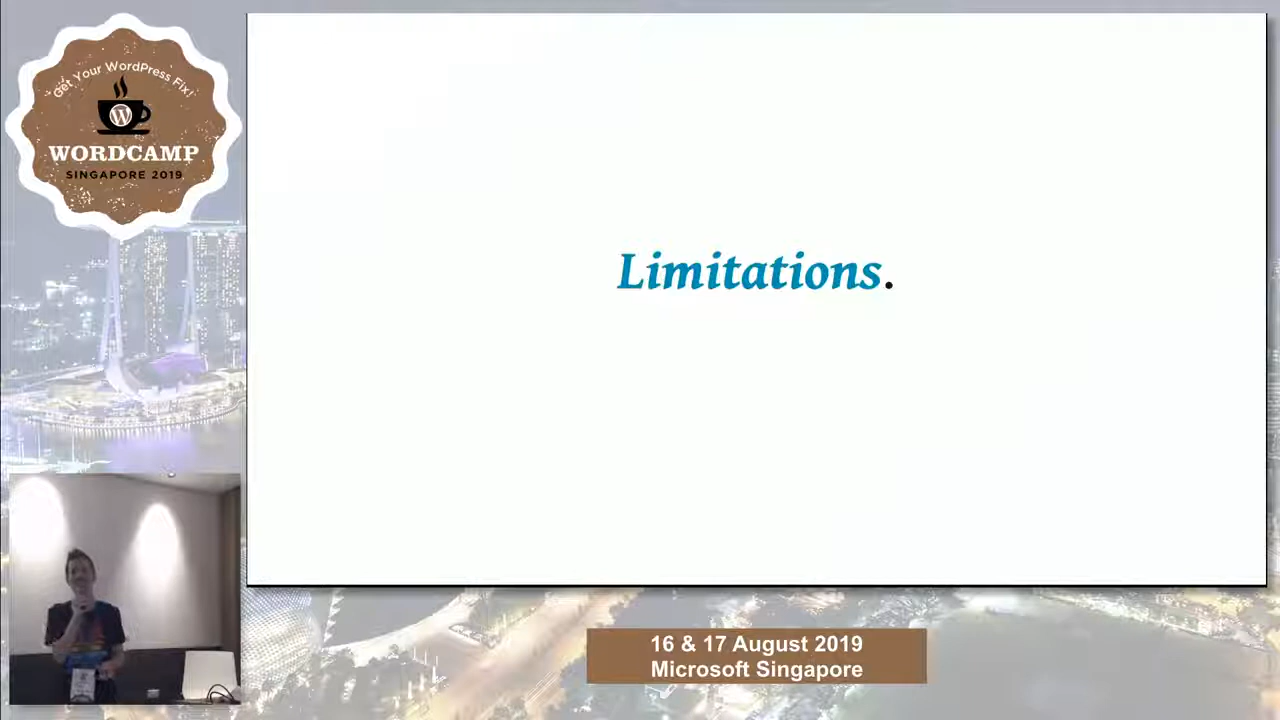 Get Your WordPress Fix!
W
WORDCAMP
SINGAPORE 2019
Limitations.
16 & 17 August 2019
Microsoft Singapore